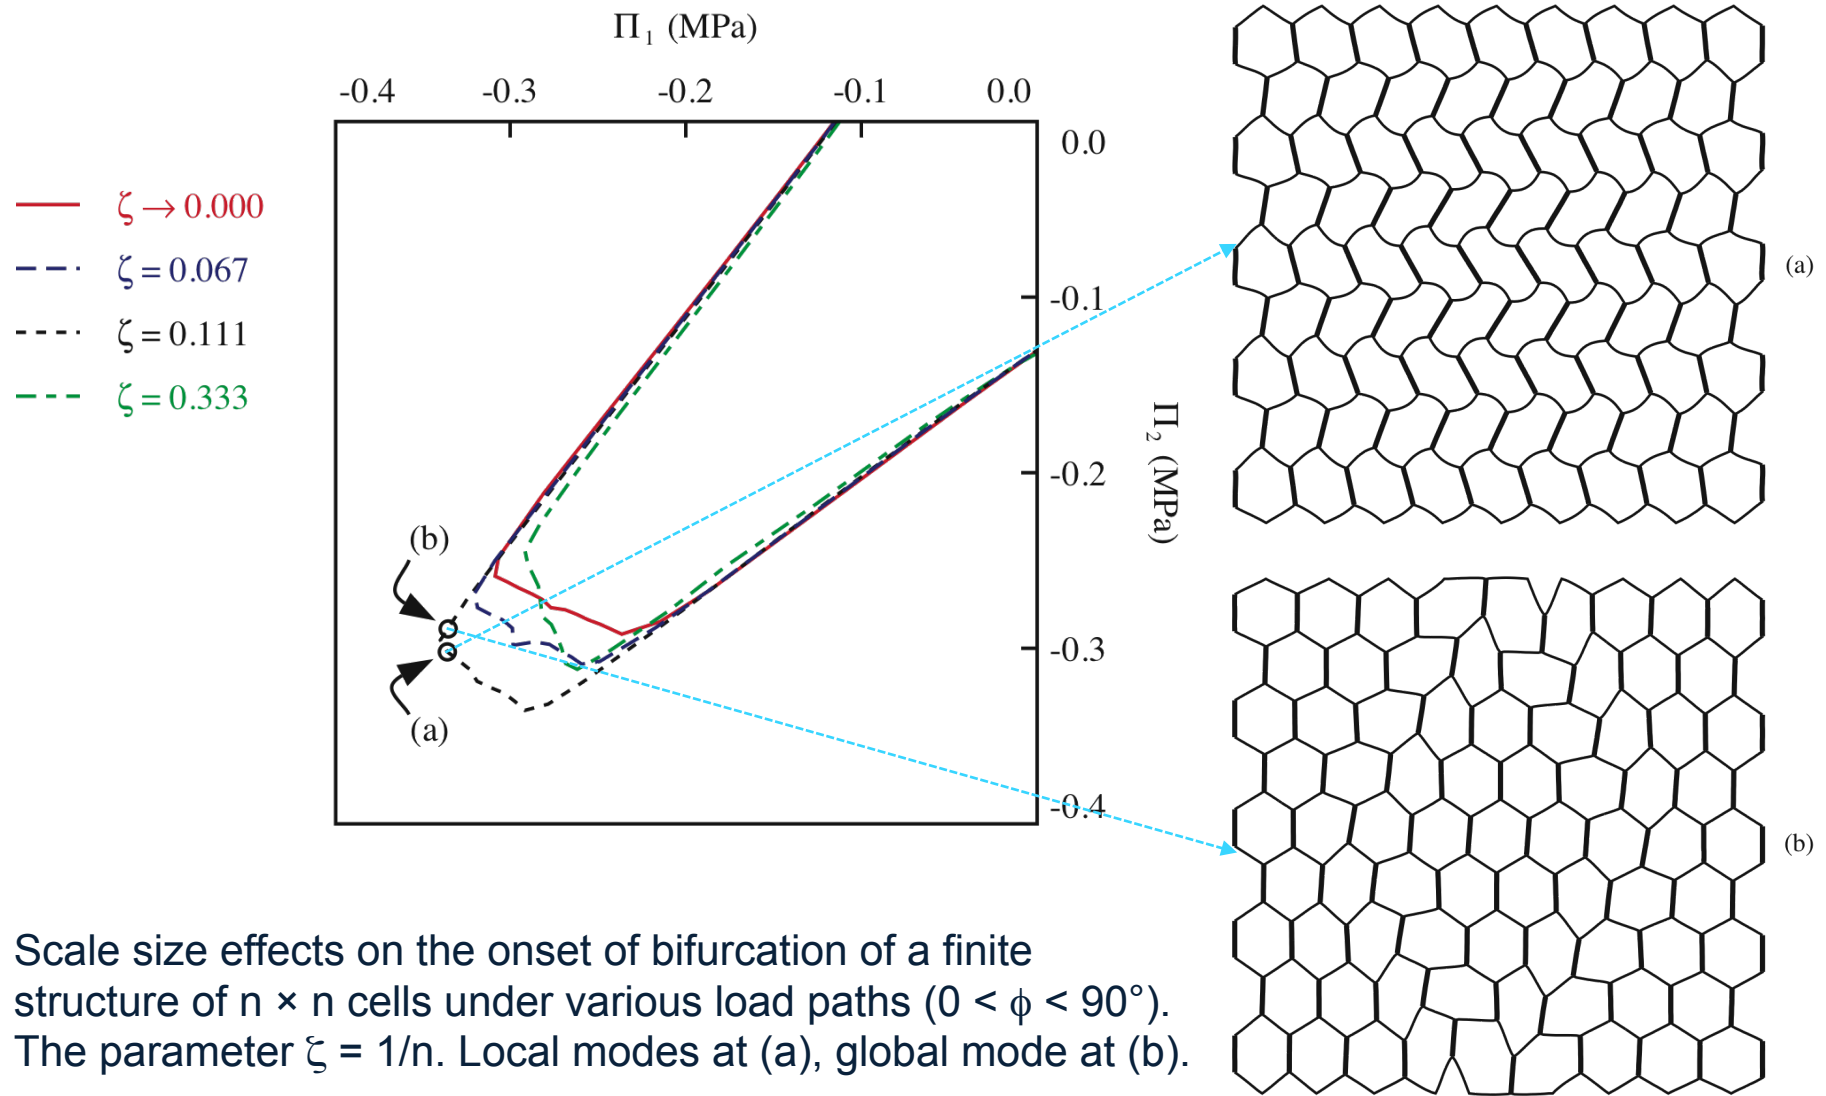 Π₁ (MPa)
-0.4 -0.3 -0.2 -0.1 0.0
0.0
-0.1
-0.2
-0.3
-0.4
Π₂ (MPa)
ζ → 0.000
ζ = 0.067
ζ = 0.111
ζ = 0.333
(b)
(a)
(a)
(b)
Scale size effects on the onset of bifurcation of a finite
structure of n × n cells under various load paths (0 < ϕ < 90°).
The parameter ζ = 1/n. Local modes at (a), global mode at (b).